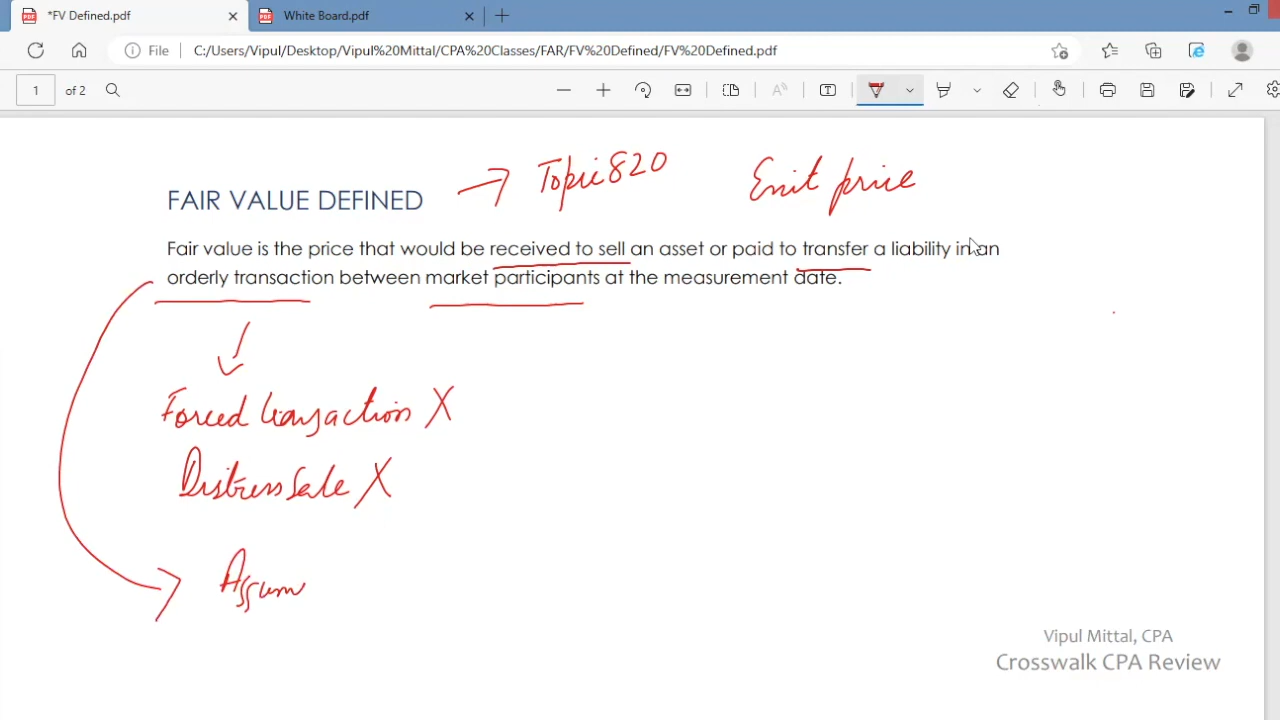 *FV Defined.pdf
White Board.pdf
File
C:/Users/Vipul/Desktop/Vipul%20Mittal/CPA%20Classes/FAR/FV%20Defined/FV%20Defined.pdf
1 of 2
Topic 820 Exit price
FAIR VALUE DEFINED
Fair value is the price that would be received to sell an asset or paid to transfer a liability in an
orderly transaction between market participants at the measurement date.
Forced transaction X
Distress Sale X
Assum
Vipul Mittal, CPA
Crosswalk CPA Review